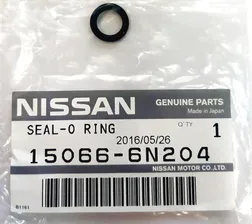 NISSAN GENUINE PARTS
Made in Japan
SEAL-O RING Q'TY 1
2016/05/26
15066-6N204
NISSAN MOTOR CO.,LTD.